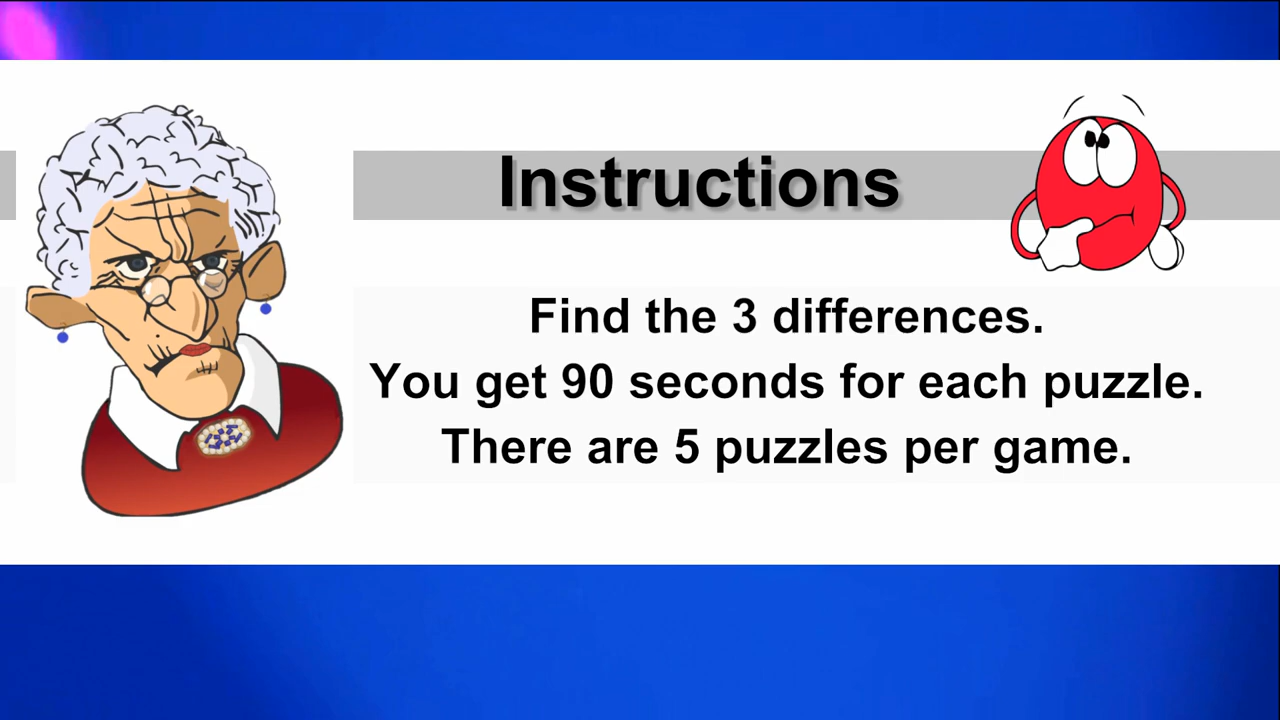 Instructions
Find the 3 differences.
You get 90 seconds for each puzzle.
There are 5 puzzles per game.